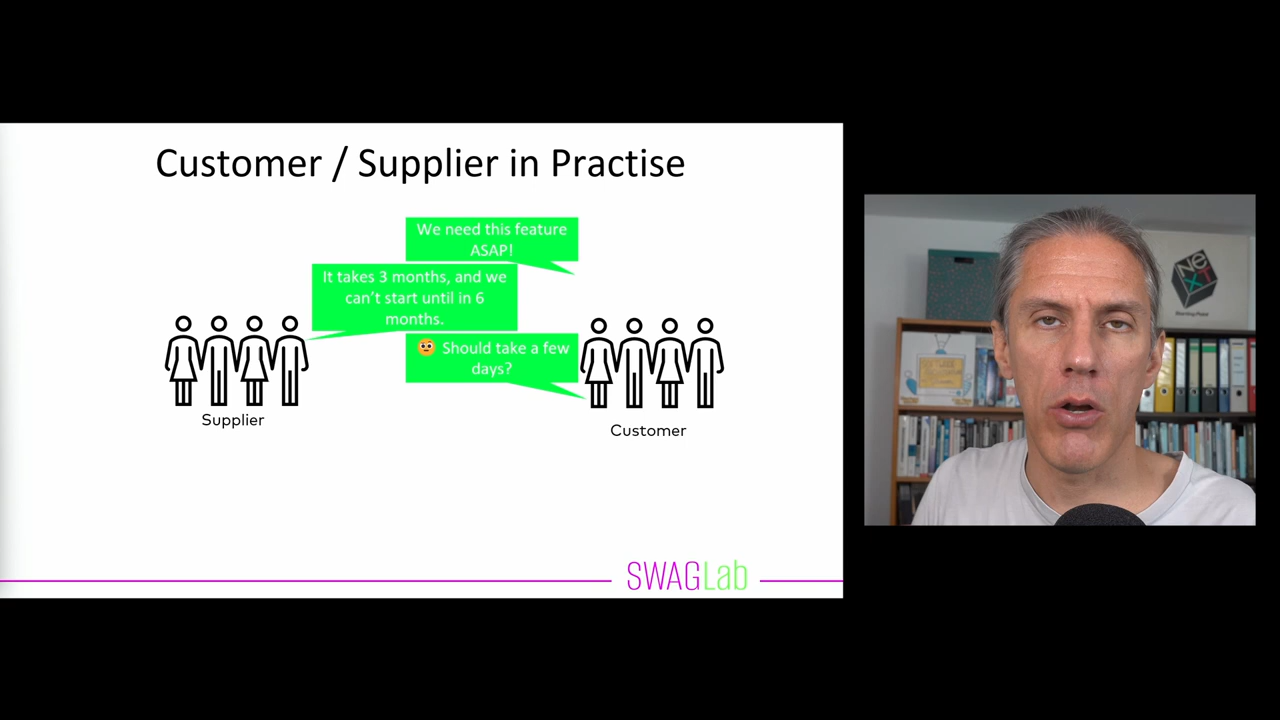 Customer / Supplier in Practise
We need this feature
ASAP!
It takes 3 months, and we
can't start until in 6
months.
🥺 Should take a few
days?
Supplier
Customer
SWAGLab
NeXT